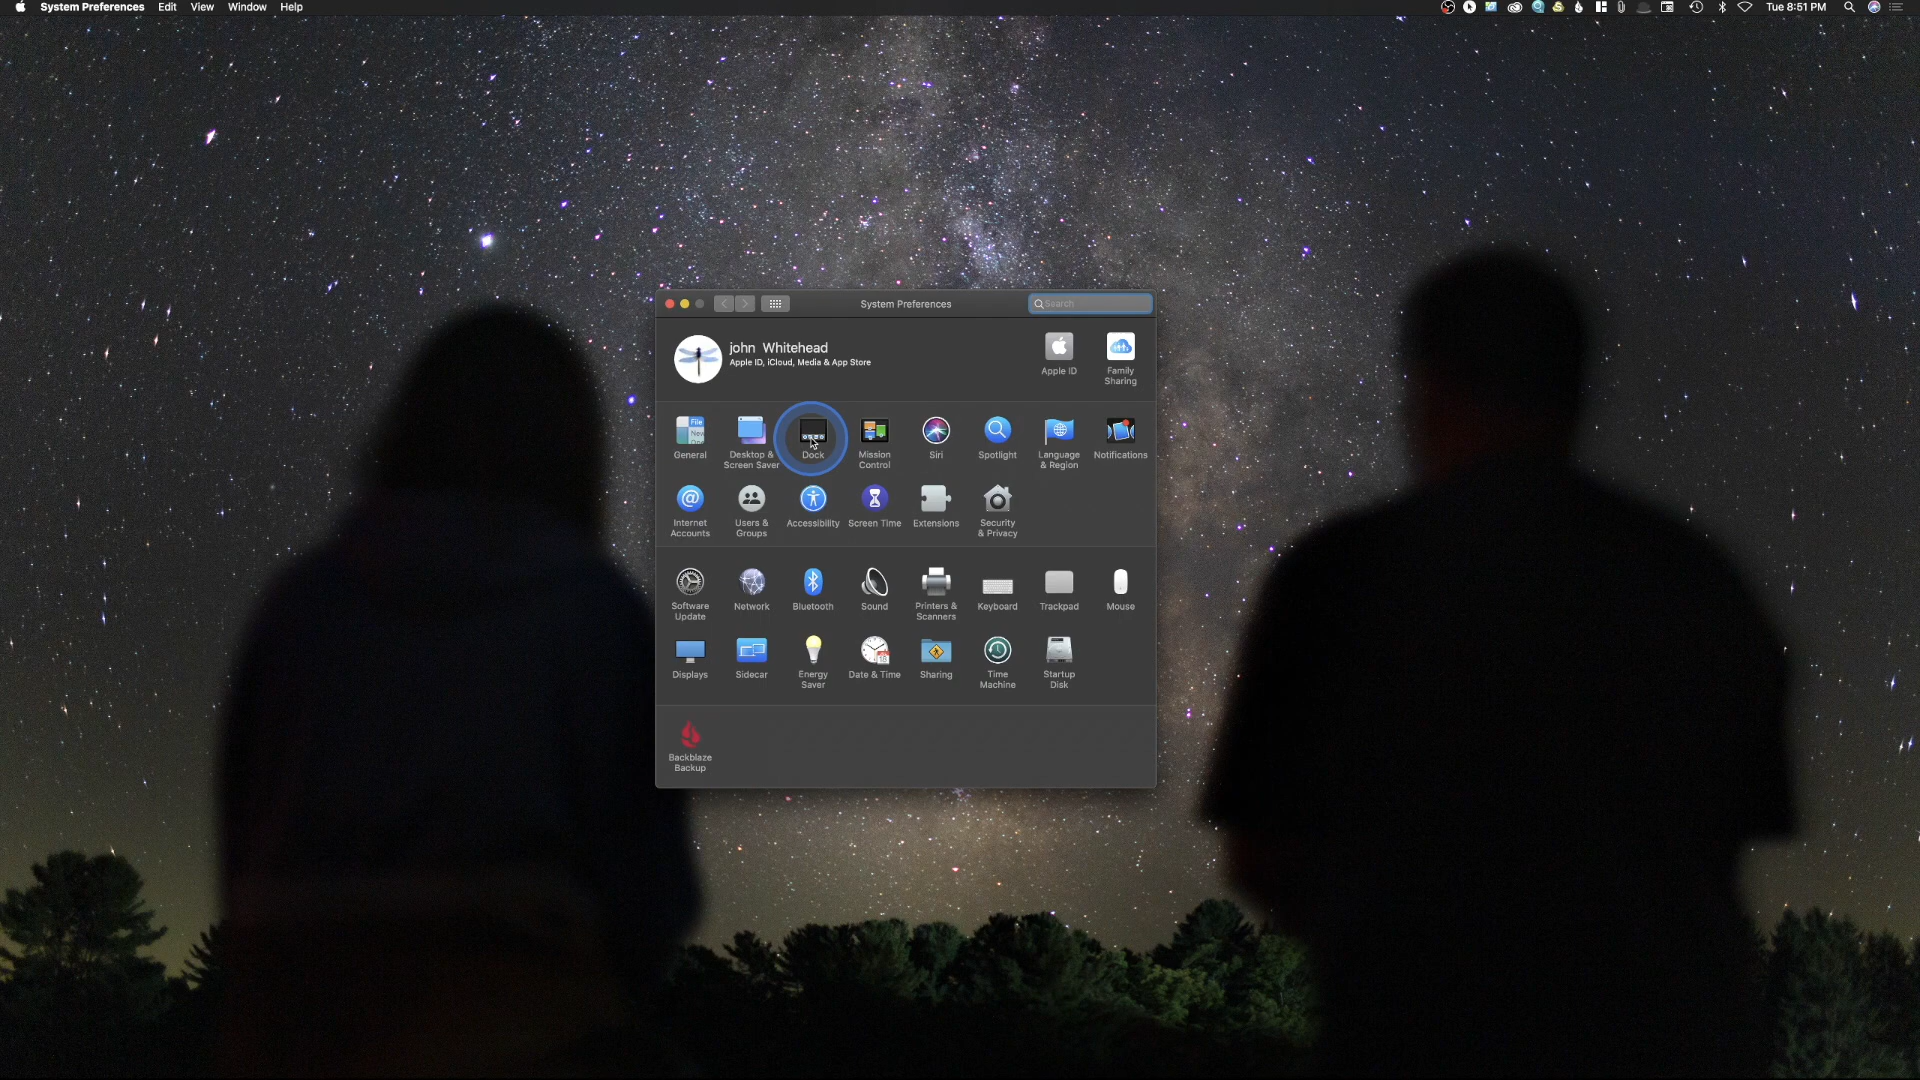 System Preferences Edit View Window Help Tue 8:51 PM
System Preferences Search
john Whitehead
Apple ID, iCloud, Media & App Store
Apple ID
Family
Sharing
General
Desktop &
Screen Saver
Dock
Mission
Control
Siri
Spotlight
Language
& Region
Notifications
Internet
Accounts
Users &
Groups
Accessibility
Screen Time
Extensions
Security
& Privacy
Software
Update
Network
Bluetooth
Sound
Printers &
Scanners
Keyboard
Trackpad
Mouse
Displays
Sidecar
Energy
Saver
Date & Time
Sharing
Time
Machine
Startup
Disk
Backblaze
Backup